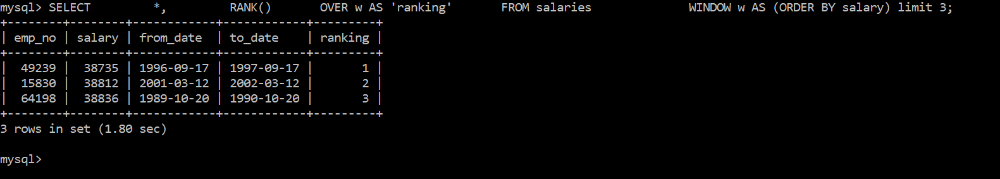 mysql> SELECT        *,         RANK()       OVER w AS 'ranking'       FROM salaries              WINDOW w AS (ORDER BY salary) limit 3;
+--------+--------+------------+------------+---------+
| emp_no | salary | from_date  | to_date    | ranking |
+--------+--------+------------+------------+---------+
|  49239 |  38735 | 1996-09-17 | 1997-09-17 |       1 |
|  15830 |  38812 | 2001-03-12 | 2002-03-12 |       2 |
|  64198 |  38836 | 1989-10-20 | 1990-10-20 |       3 |
+--------+--------+------------+------------+---------+
3 rows in set (1.80 sec)
mysql>